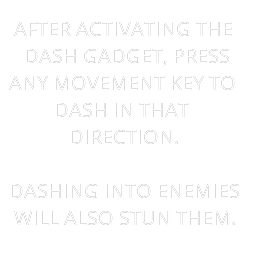 AFTER ACTIVATING THE
DASH GADGET, PRESS
ANY MOVEMENT KEY TO
DASH IN THAT
DIRECTION.
DASHING INTO ENEMIES
WILL ALSO STUN THEM.